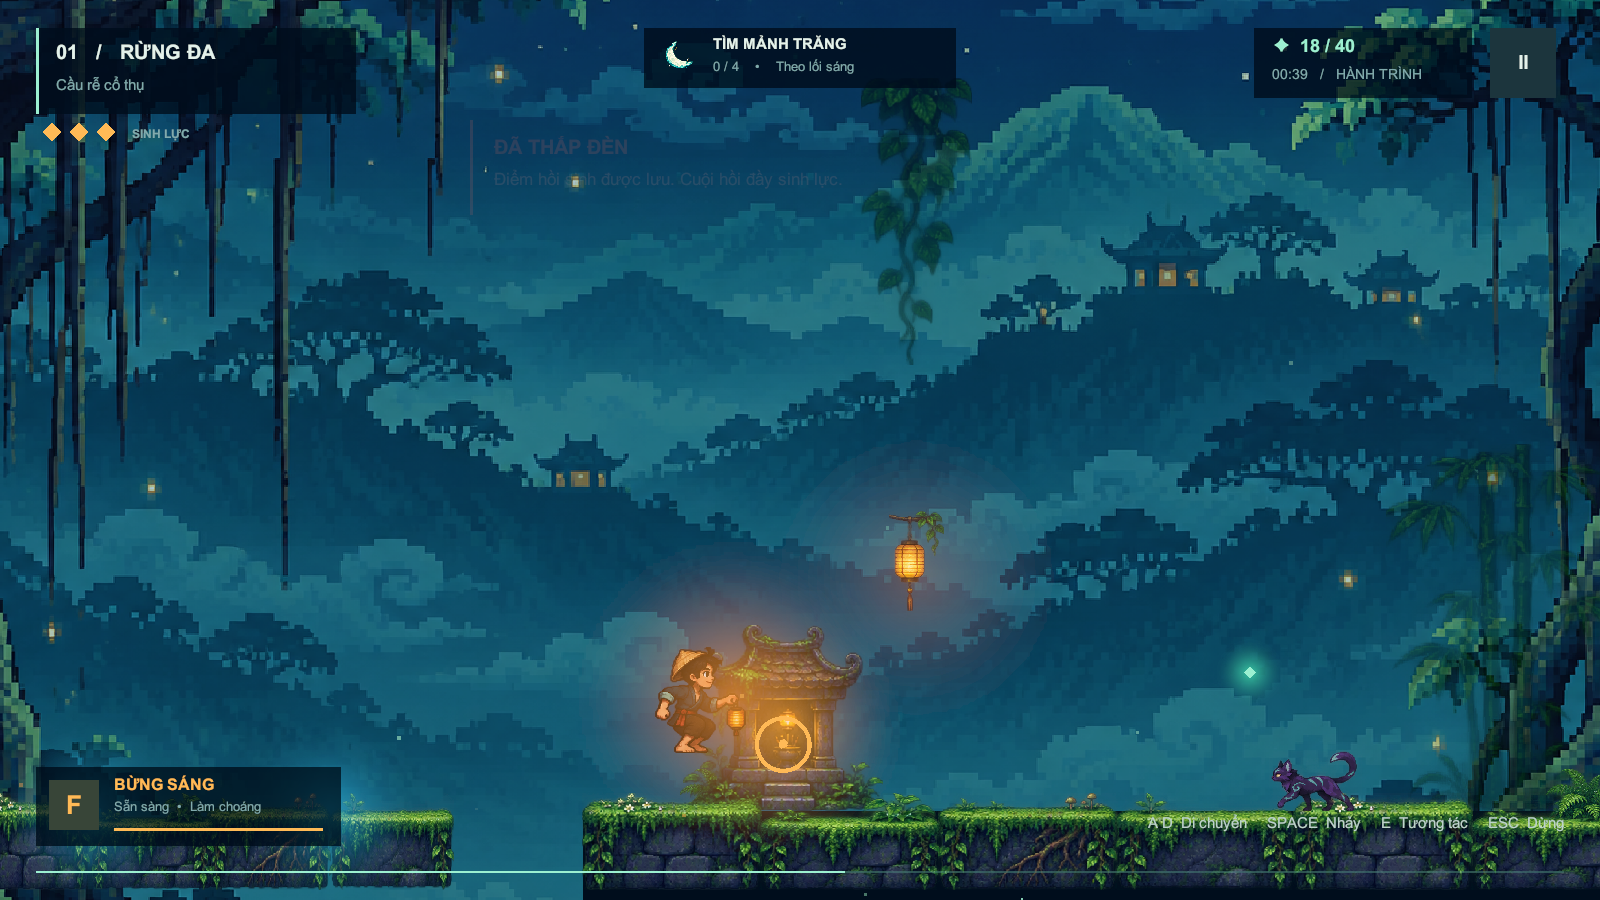 01 / RỪNG ĐA
Cầu rễ cổ thụ
SINH LỰC
TÌM MẢNH TRĂNG
0 / 4 • Theo lối sáng
18 / 40
00:39 / HÀNH TRÌNH
ĐÃ THẮP ĐÈN
Điểm hồi sinh được lưu. Cuội hồi đầy sinh lực.
F
BỪNG SÁNG
Sẵn sàng • Làm choáng
A D Di chuyển SPACE Nhảy E Tương tác ESC Dừng